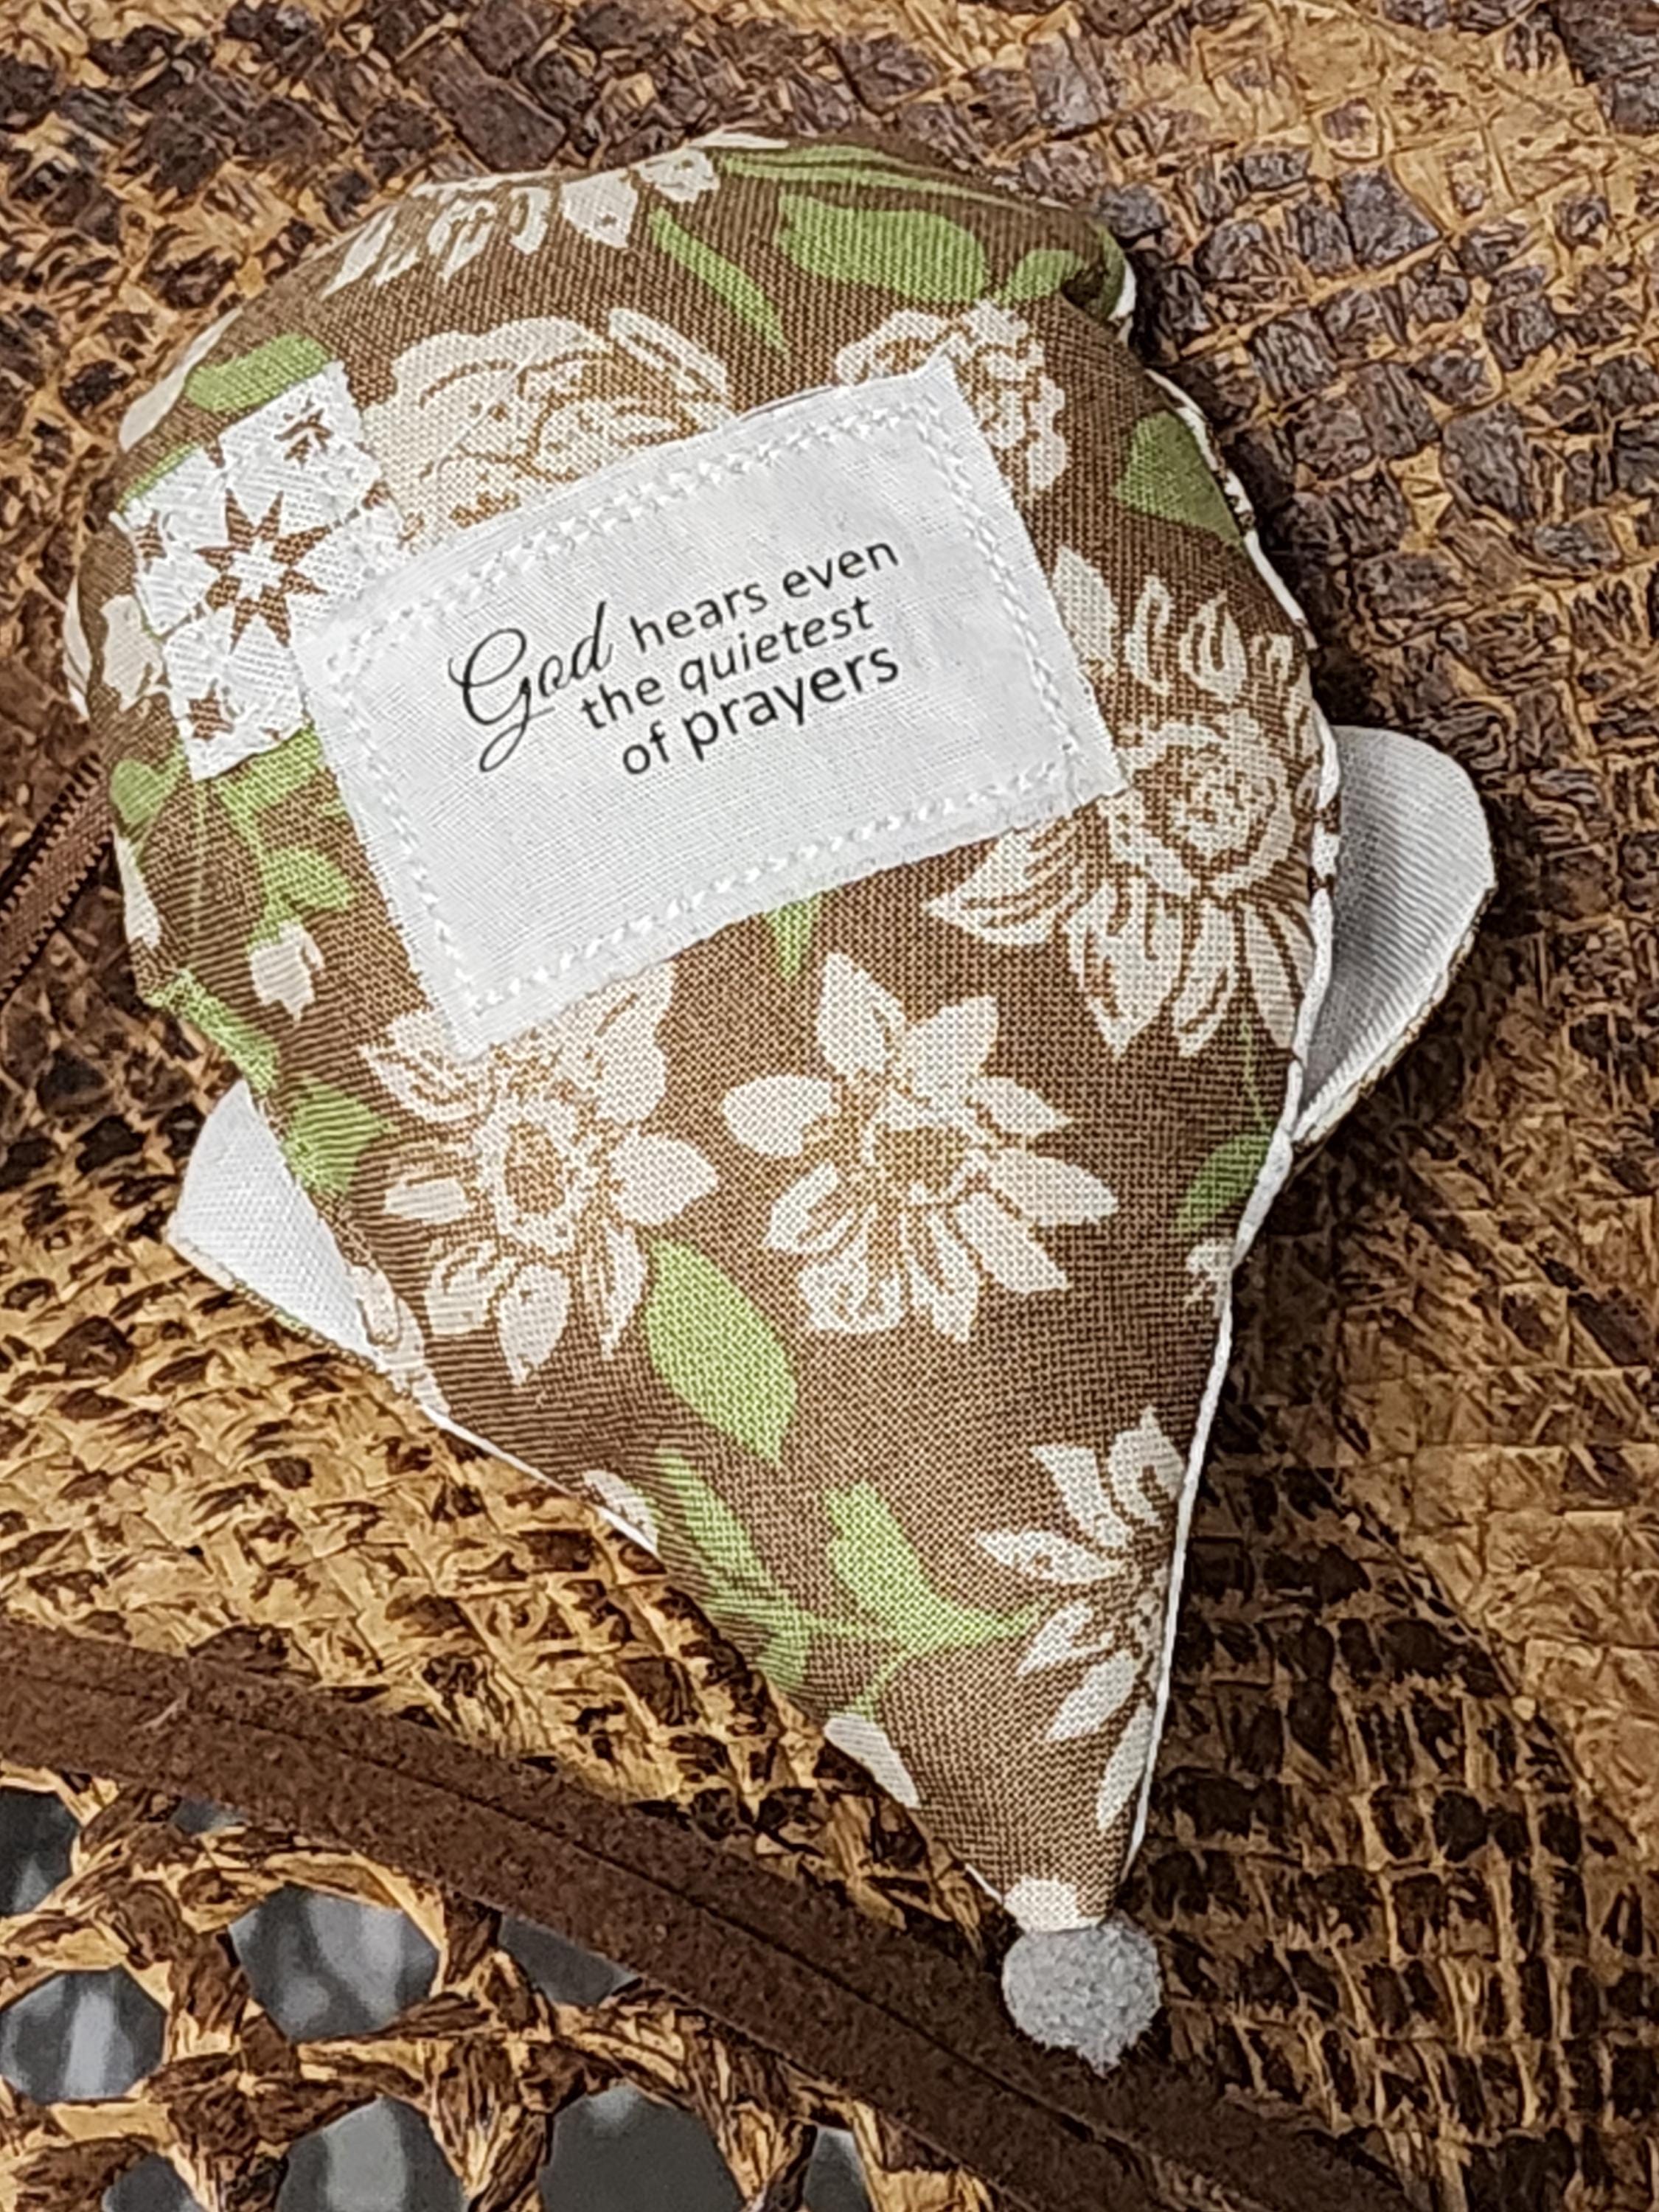 God hears even
the quietest
of prayers